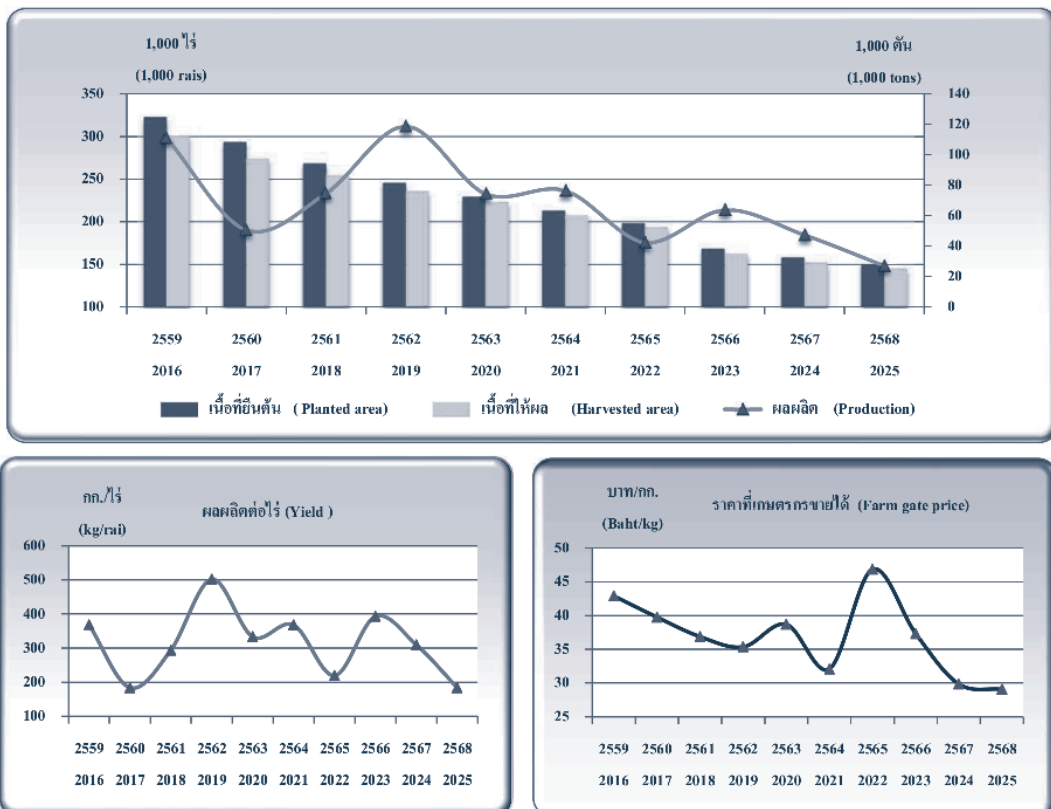 1,000 ไร่ 1,000 ตัน
(1,000 rais) (1,000 tons)
350 140
300 120
250 100
200 80
150 60
100 40
20
0
2559 2560 2561 2562 2563 2564 2565 2566 2567 2568
2016 2017 2018 2019 2020 2021 2022 2023 2024 2025
เนื้อที่ยืนต้น (Planted area) เนื้อที่ให้ผล (Harvested area) ผลผลิต (Production)
กก./ไร่
ผลผลิตต่อไร่ (Yield )
(kg/rai)
600
500
400
300
200
100
2559 2560 2561 2562 2563 2564 2565 2566 2567 2568
2016 2017 2018 2019 2020 2021 2022 2023 2024 2025
บาท/กก.
ราคาที่เกษตรกรขายได้ (Farm gate price)
(Baht/kg)
50
45
40
35
30
25
2559 2560 2561 2562 2563 2564 2565 2566 2567 2568
2016 2017 2018 2019 2020 2021 2022 2023 2024 2025